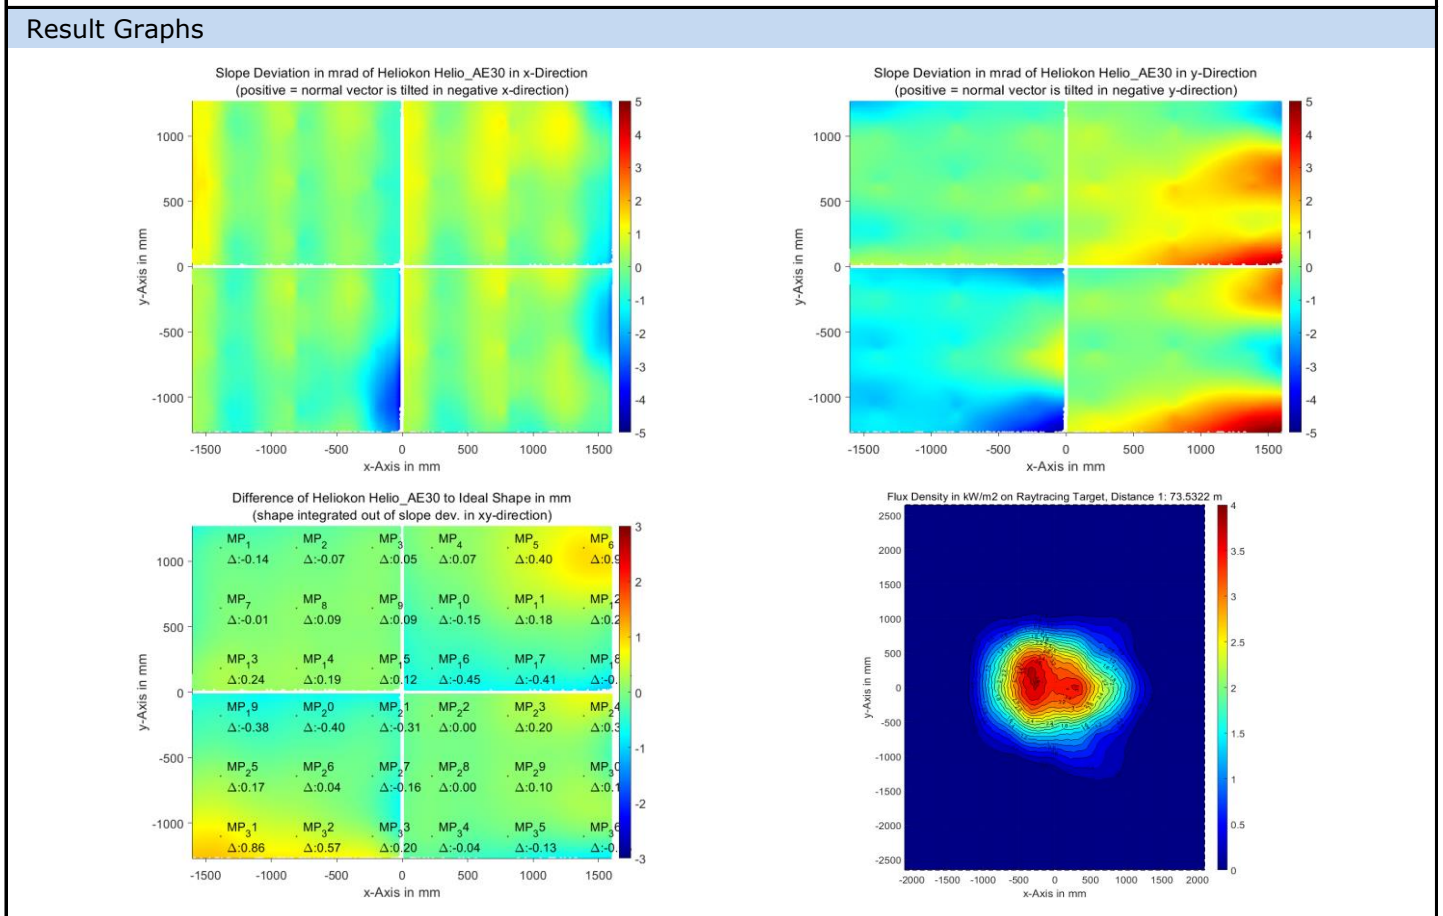 Result Graphs
Slope Deviation in mrad of Heliokon Helio_AE30 in x-Direction
(positive = normal vector is tilted in negative x-direction)
1000
500
0
-500
-1000
-1500 -1000 -500 0 500 1000 1500
x-Axis in mm
y-Axis in mm
5
4
3
2
1
0
-1
-2
-3
-4
-5
Slope Deviation in mrad of Heliokon Helio_AE30 in y-Direction
(positive = normal vector is tilted in negative y-direction)
1000
500
0
-500
-1000
-1500 -1000 -500 0 500 1000 1500
x-Axis in mm
y-Axis in mm
5
4
3
2
1
0
-1
-2
-3
-4
-5
Difference of Heliokon Helio_AE30 to Ideal Shape in mm
(shape integrated out of slope dev. in xy-direction)
MP1 MP2 MP3 MP4 MP5 MP6
Δ:-0.14 Δ:-0.07 Δ:0.05 Δ:0.07 Δ:0.40 Δ:0.9
MP7 MP8 MP9 MP10 MP11 MP12
Δ:-0.01 Δ:0.09 Δ:0.09 Δ:-0.15 Δ:0.18 Δ:0.2
MP13 MP14 MP15 MP16 MP17 MP18
Δ:0.24 Δ:0.19 Δ:0.12 Δ:-0.45 Δ:-0.41 Δ:-0.
MP19 MP20 MP21 MP22 MP23 MP24
Δ:-0.38 Δ:-0.40 Δ:-0.31 Δ:0.00 Δ:0.20 Δ:0.3
MP25 MP26 MP27 MP28 MP29 MP30
Δ:0.17 Δ:0.04 Δ:-0.16 Δ:0.00 Δ:0.10 Δ:0.1
MP31 MP32 MP33 MP34 MP35 MP36
Δ:0.86 Δ:0.57 Δ:0.20 Δ:-0.04 Δ:-0.13 Δ:-0.
1000
500
0
-500
-1000
-1500 -1000 -500 0 500 1000 1500
x-Axis in mm
y-Axis in mm
3
2
1
0
-1
-2
-3
Flux Density in kW/m2 on Raytracing Target, Distance 1: 73.5322 m
2500
2000
1500
1000
500
0
-500
-1000
-1500
-2000
-2500
-2000 -1500 -1000 -500 0 500 1000 1500 2000
x-Axis in mm
y-Axis in mm
4
3.5
3
2.5
2
1.5
1
0.5
0